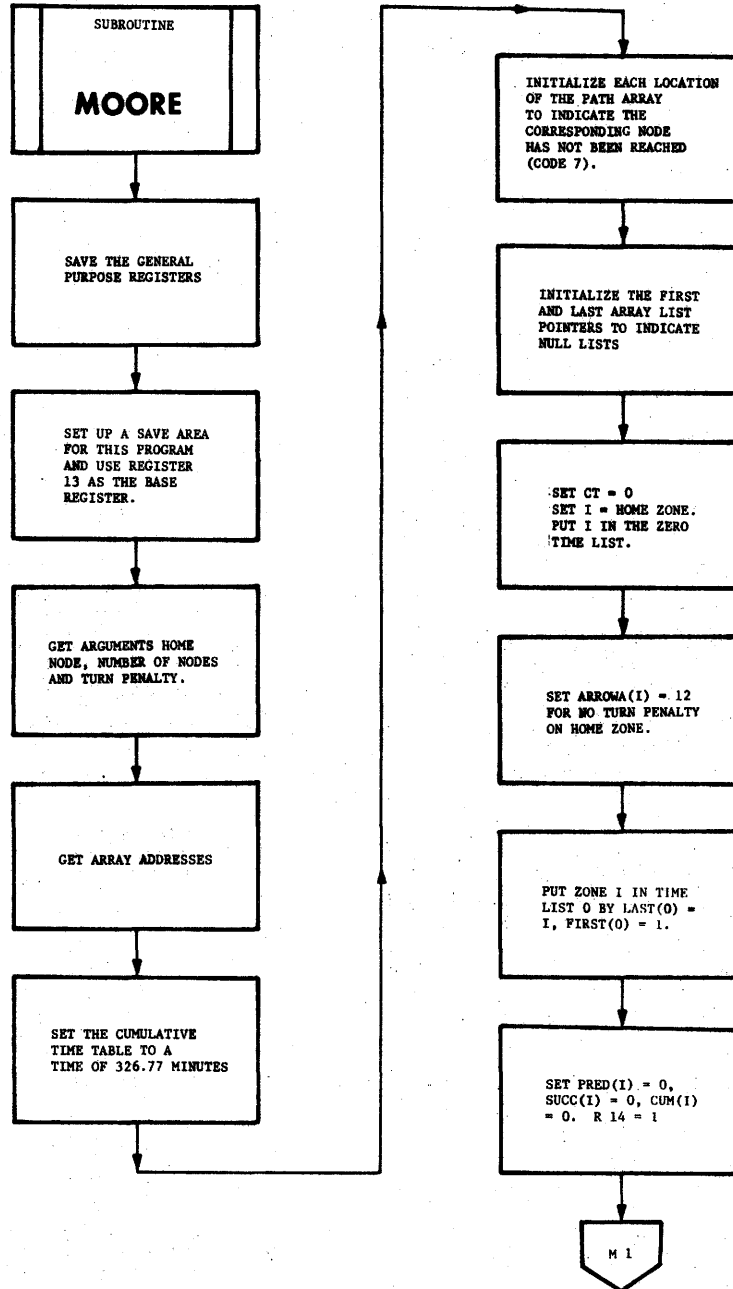 SUBROUTINE
MOORE
SAVE THE GENERAL
PURPOSE REGISTERS
SET UP A SAVE AREA
FOR THIS PROGRAM
AND USE REGISTER
13 AS THE BASE
REGISTER.
GET ARGUMENTS HOME
NODE, NUMBER OF NODES
AND TURN PENALTY.
GET ARRAY ADDRESSES
SET THE CUMULATIVE
TIME TABLE TO A
TIME OF 326.77 MINUTES
INITIALIZE EACH LOCATION
OF THE PATH ARRAY
TO INDICATE THE
CORRESPONDING NODE
HAS NOT BEEN REACHED
(CODE 7).
INITIALIZE THE FIRST
AND LAST ARRAY LIST
POINTERS TO INDICATE
NULL LISTS
SET CT = 0
SET I = HOME ZONE.
PUT I IN THE ZERO
TIME LIST.
SET ARROWA(I) = 12
FOR NO TURN PENALTY
ON HOME ZONE.
PUT ZONE I IN TIME
LIST 0 BY LAST(0) =
I, FIRST(0) = 1.
SET PRED(I) = 0,
SUCC(I) = 0, CUM(I)
= 0. R 14 = 1
M 1